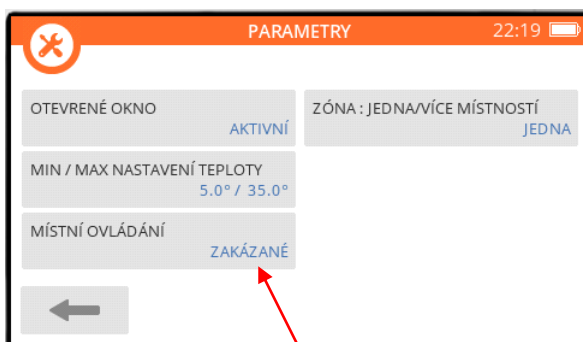 PARAMETRY 22:19
OTEVRENÉ OKNO
AKTIVNÍ
ZÓNA : JEDNA/VÍCE MÍSTNOSTÍ
JEDNA
MIN / MAX NASTAVENÍ TEPLOTY
5.0° / 35.0°
MÍSTNÍ OVLÁDÁNÍ
ZAKÁZANÉ